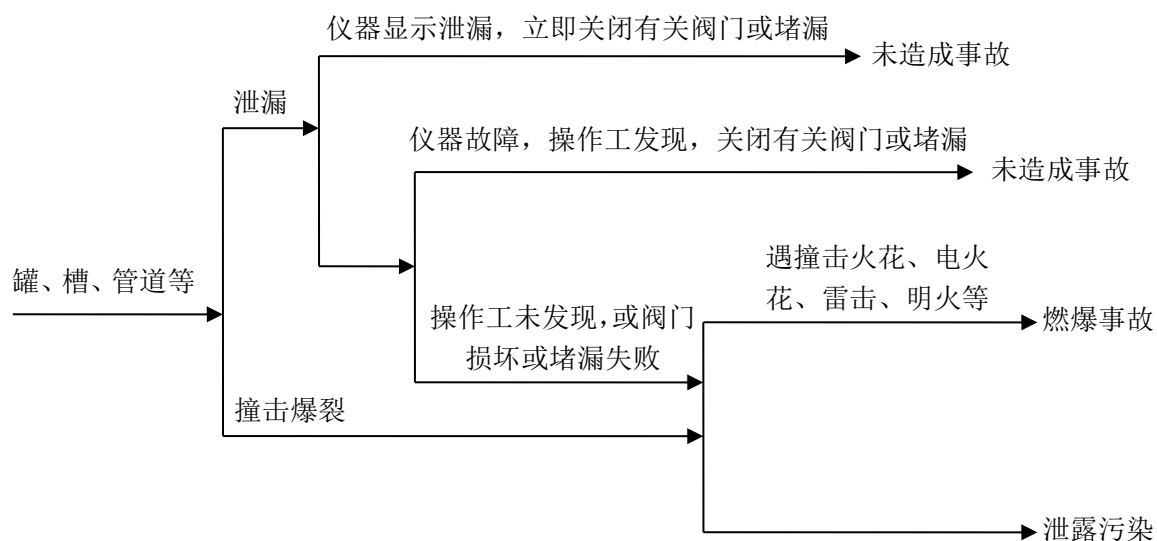 仪器显示泄漏，立即关闭有关阀门或堵漏
未造成事故
泄漏
仪器故障，操作工发现，关闭有关阀门或堵漏
未造成事故
罐、槽、管道等
遇撞击火花、电火
花、雷击、明火等
操作工未发现，或阀门
损坏或堵漏失败
燃爆事故
撞击爆裂
泄露污染